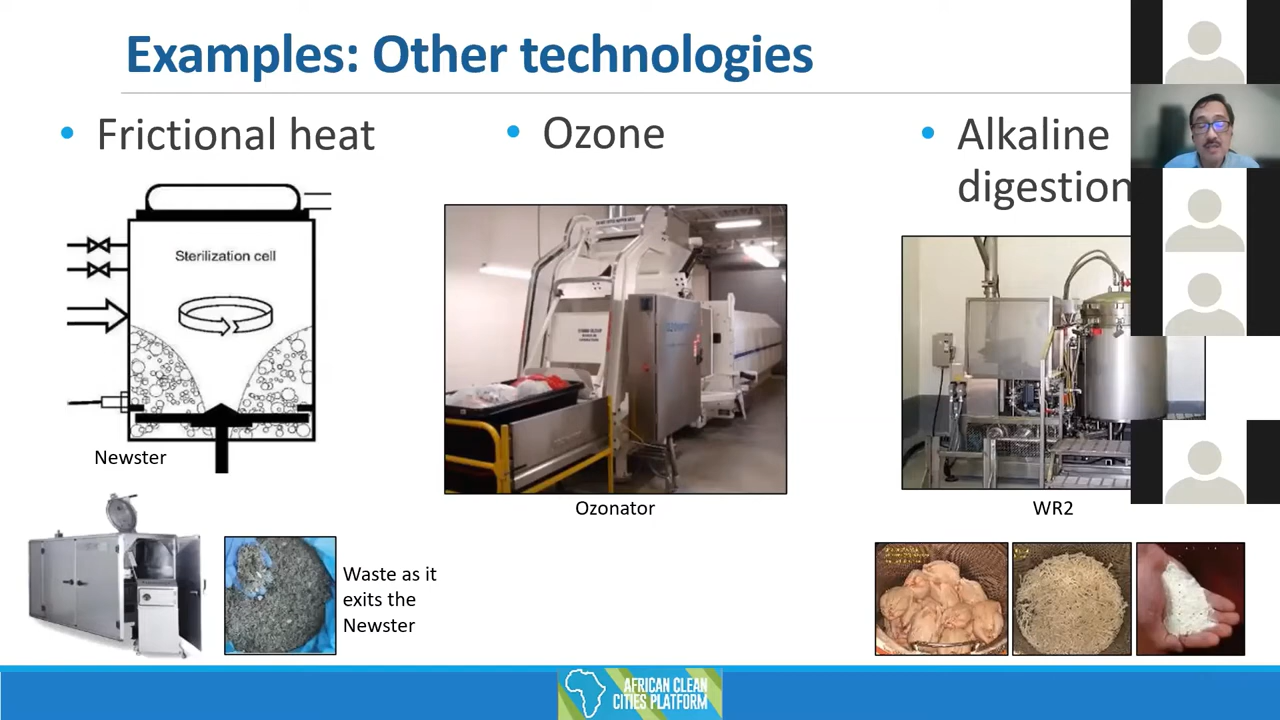 Examples: Other technologies
• Frictional heat
• Ozone
• Alkaline
digestion
Sterilization cell
Newster
Ozonator
WR2
Waste as it
exits the
Newster
AFRICAN CLEAN
CITIES PLATFORM